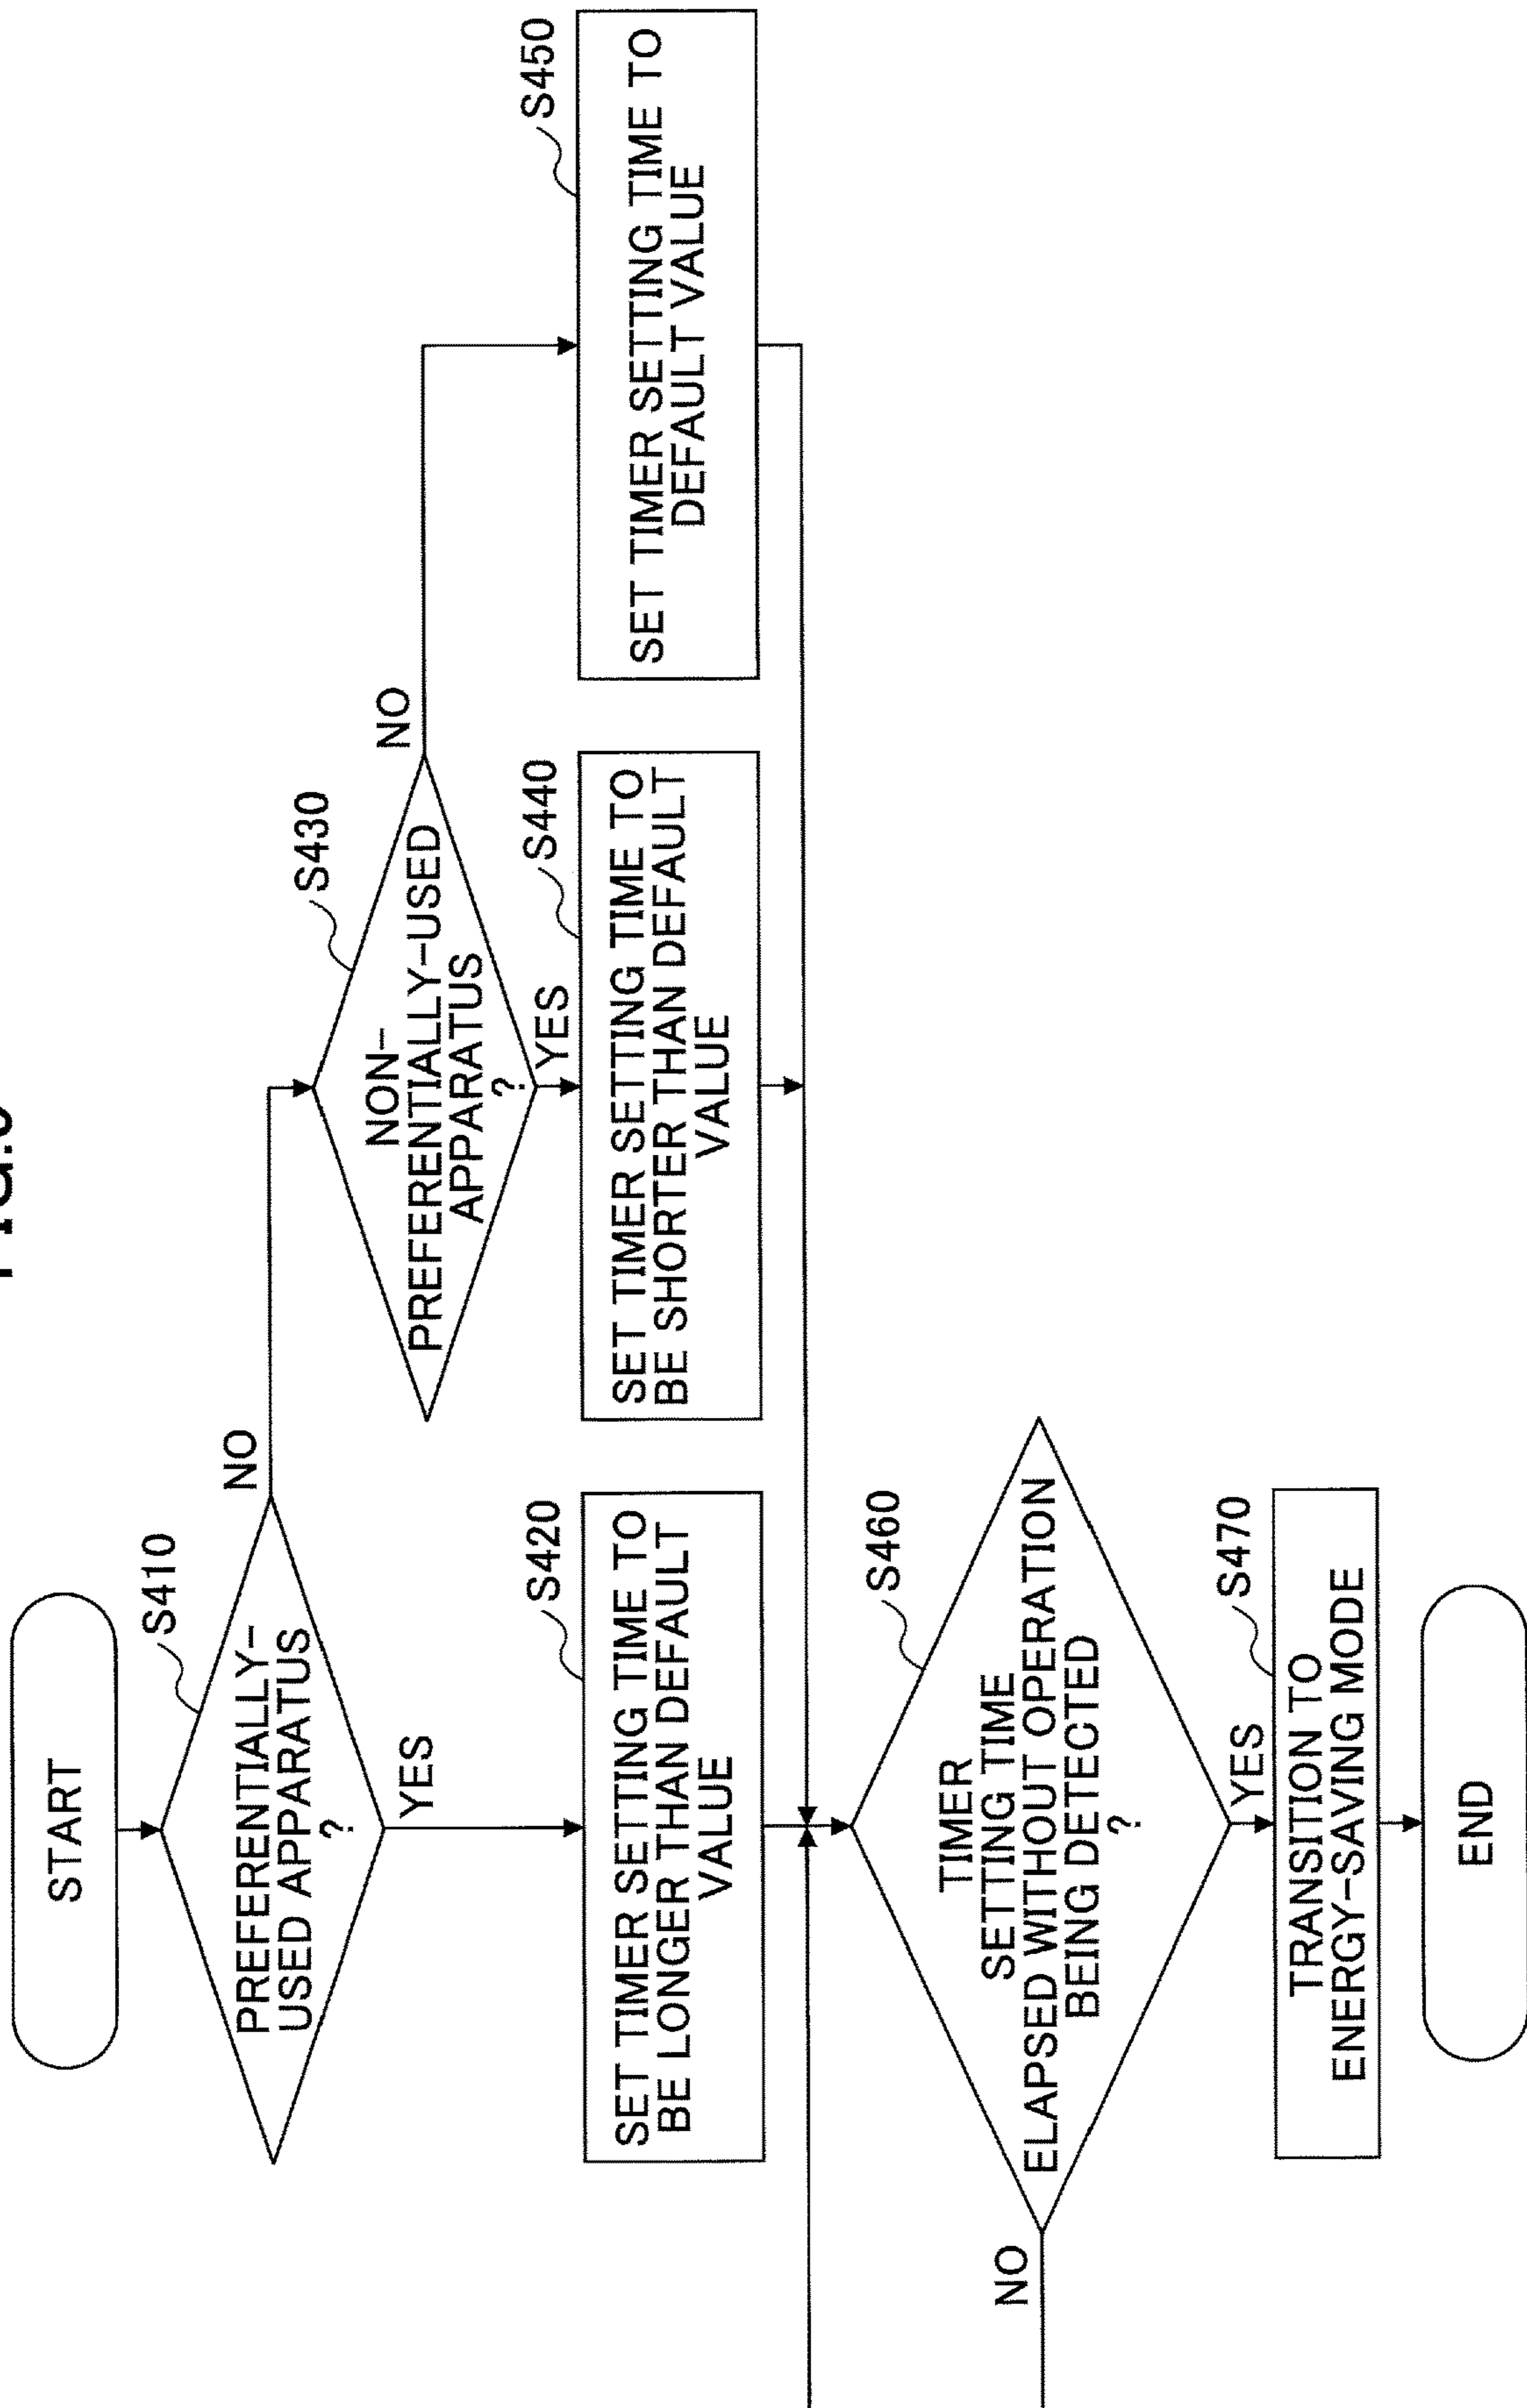 START
S410
PREFERENTIALLY-
USED APPARATUS
?
NO
YES
S430
NON-
PREFERENTIALLY-USED
APPARATUS
?
NO
YES
S420
SET TIMER SETTING TIME TO
BE LONGER THAN DEFAULT
VALUE
S440
SET TIMER SETTING TIME TO
BE SHORTER THAN DEFAULT
VALUE
S450
SET TIMER SETTING TIME TO
DEFAULT VALUE
S460
TIMER
SETTING TIME
ELAPSED WITHOUT OPERATION
BEING DETECTED
?
NO
YES
S470
TRANSITION TO
ENERGY-SAVING MODE
END